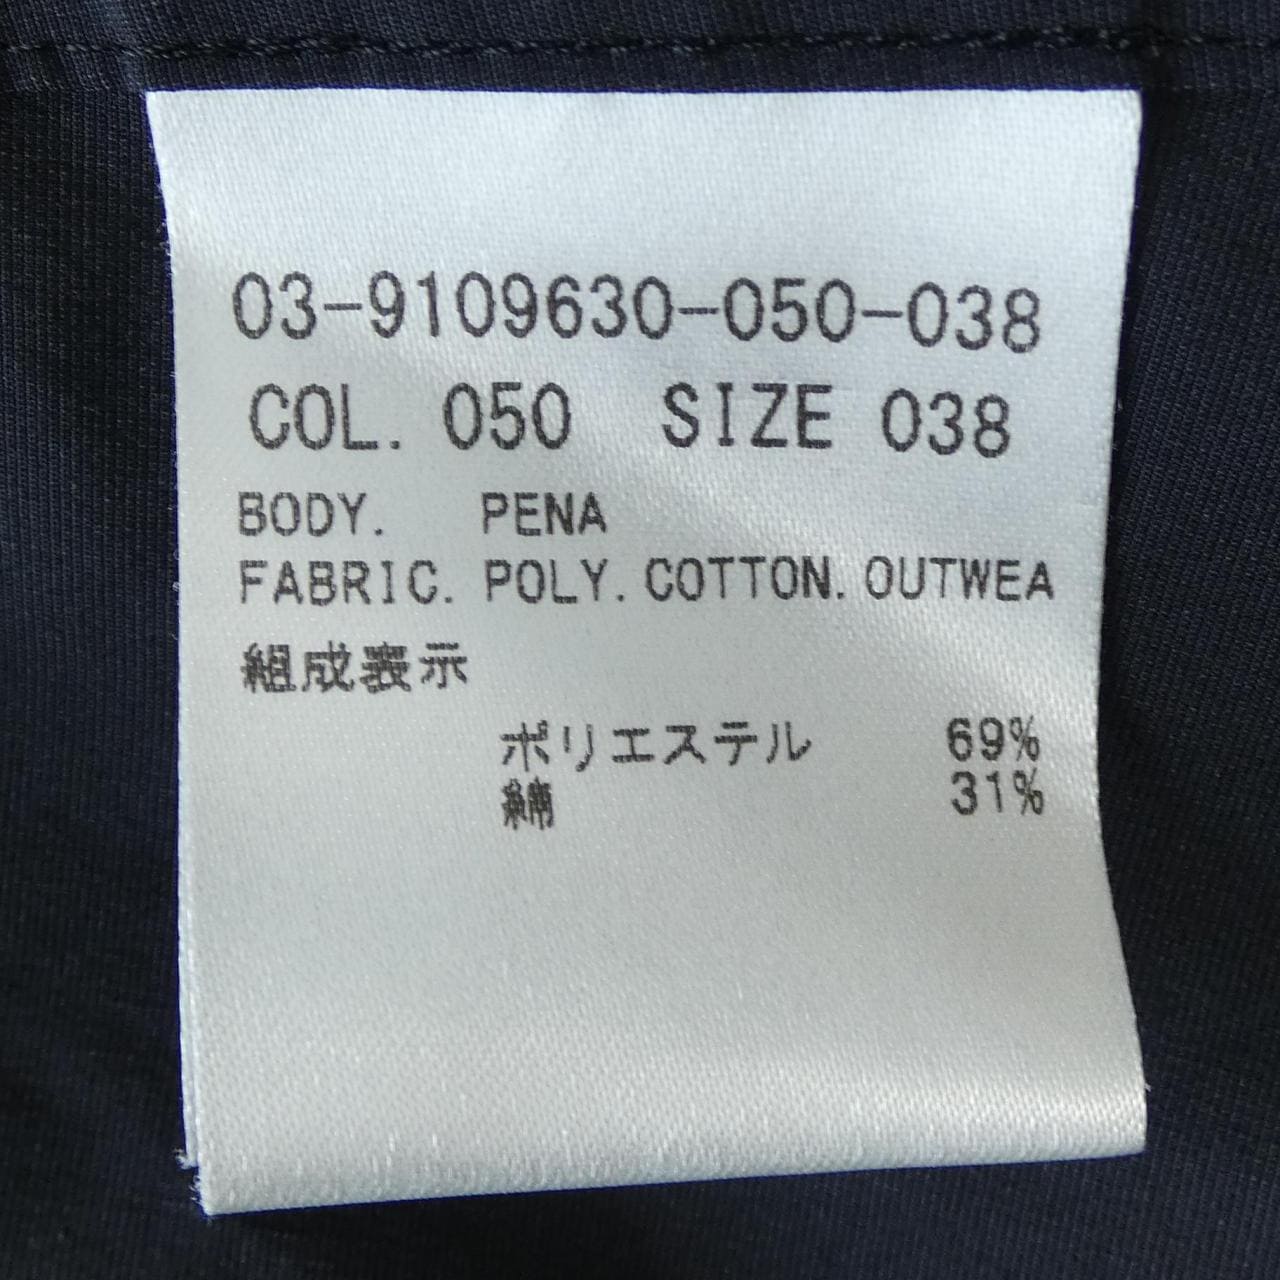 03-9109630-050-038
COL. 050 SIZE 038
BODY. PENA
FABRIC. POLY. COTTON. OUTWEA
組成表示
ポリエステル 69%
綿 31%